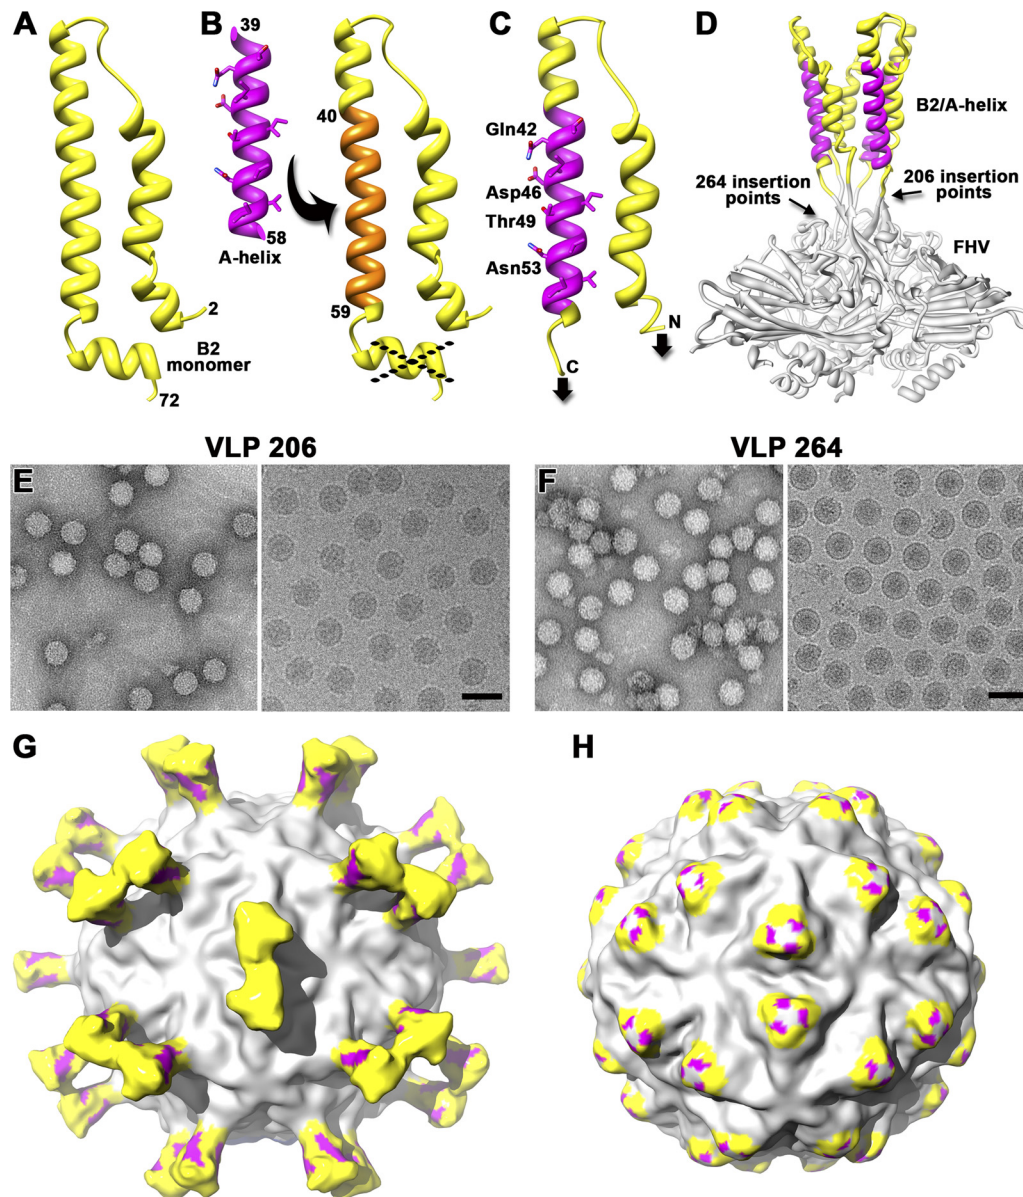 A
B
39
40
58
A-helix
59
2
B2
monomer
72
C
Gln42
Asp46
Thr49
Asn53
N
C
D
B2/A-helix
264 insertion
points
206 insertion
points
FHV
VLP 206
VLP 264
E
F
G
H